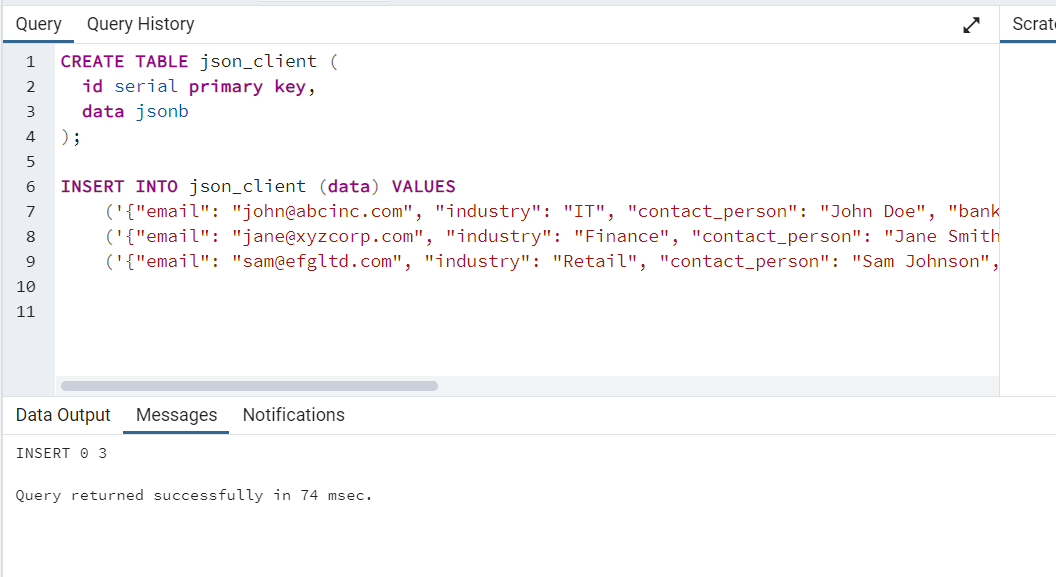 Query Query History Scrat
1 CREATE TABLE json_client (
2 id serial primary key,
3 data jsonb
4 );
5
6 INSERT INTO json_client (data) VALUES
7 ('{"email": "john@abcinc.com", "industry": "IT", "contact_person": "John Doe", "bank
8 ('{"email": "jane@xyzcorp.com", "industry": "Finance", "contact_person": "Jane Smith
9 ('{"email": "sam@efgltd.com", "industry": "Retail", "contact_person": "Sam Johnson",
10
11
Data Output Messages Notifications
INSERT 0 3
Query returned successfully in 74 msec.